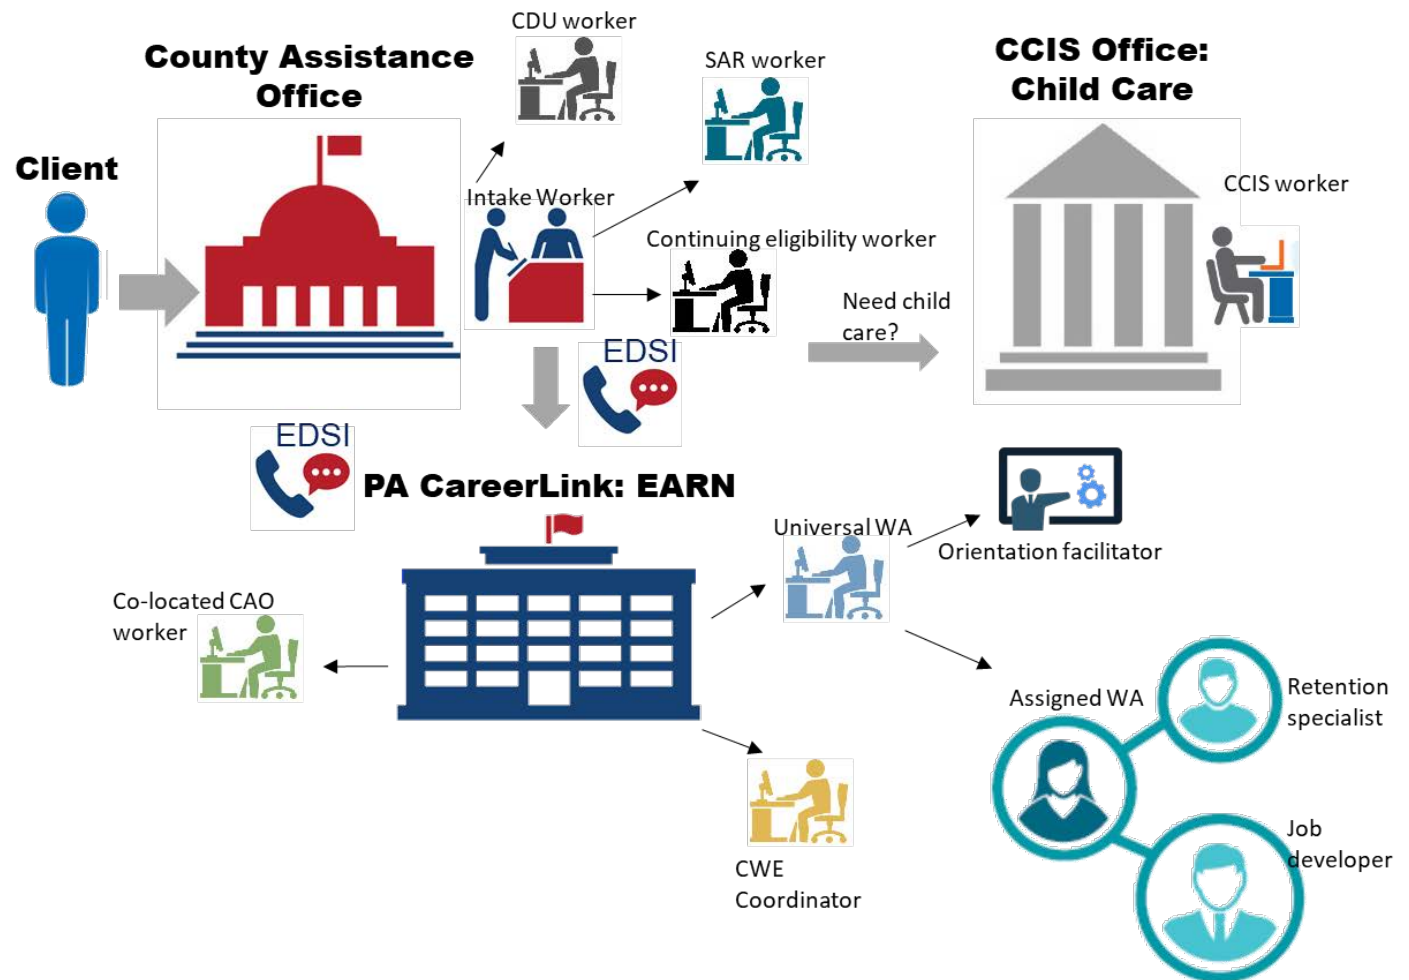 CDU worker
County Assistance
Office
SAR worker
CCIS Office:
Child Care
Client
Intake Worker
CCIS worker
Continuing eligibility worker
Need child
care?
EDSI
EDSI
PA CareerLink: EARN
Universal WA
Orientation facilitator
Co-located CAO
worker
Assigned WA
Retention
specialist
Job
developer
CWE
Coordinator